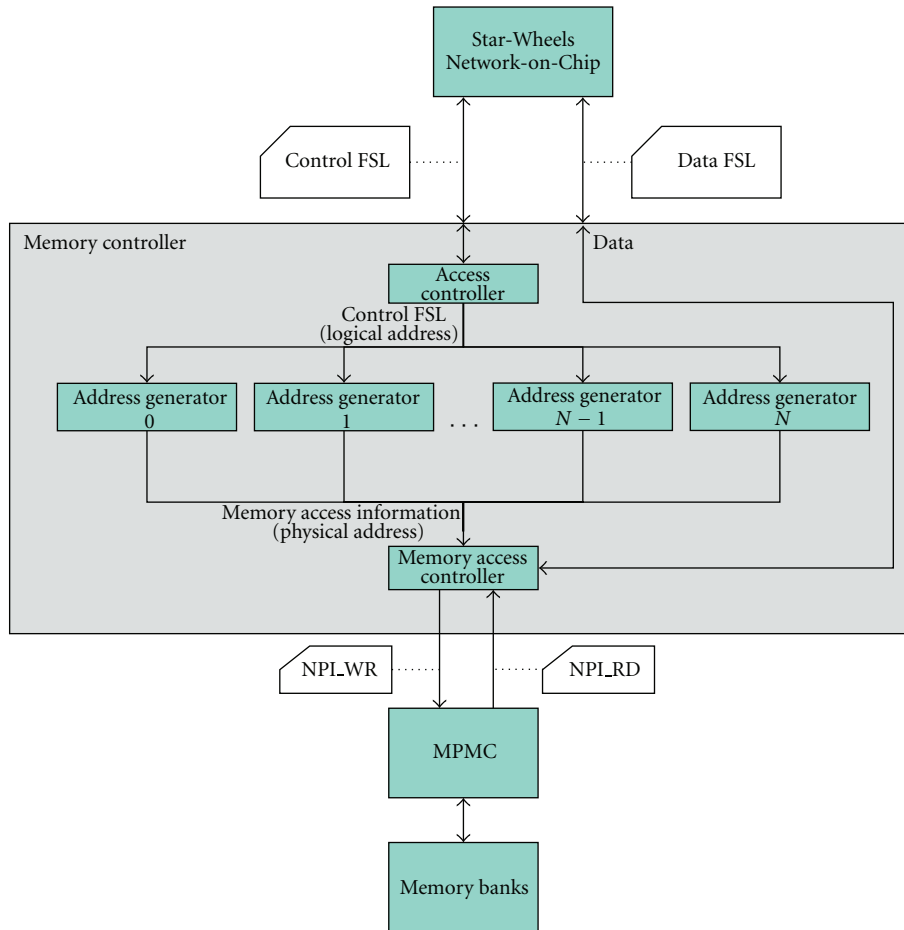 Star-Wheels
Network-on-Chip
Control FSL
Data FSL
Memory controller
Data
Access
controller
Control FSL
(logical address)
Address generator
0
Address generator
1
. . .
Address generator
N − 1
Address generator
N
Memory access information
(physical address)
Memory access
controller
NPI_WR
NPI_RD
MPMC
Memory banks